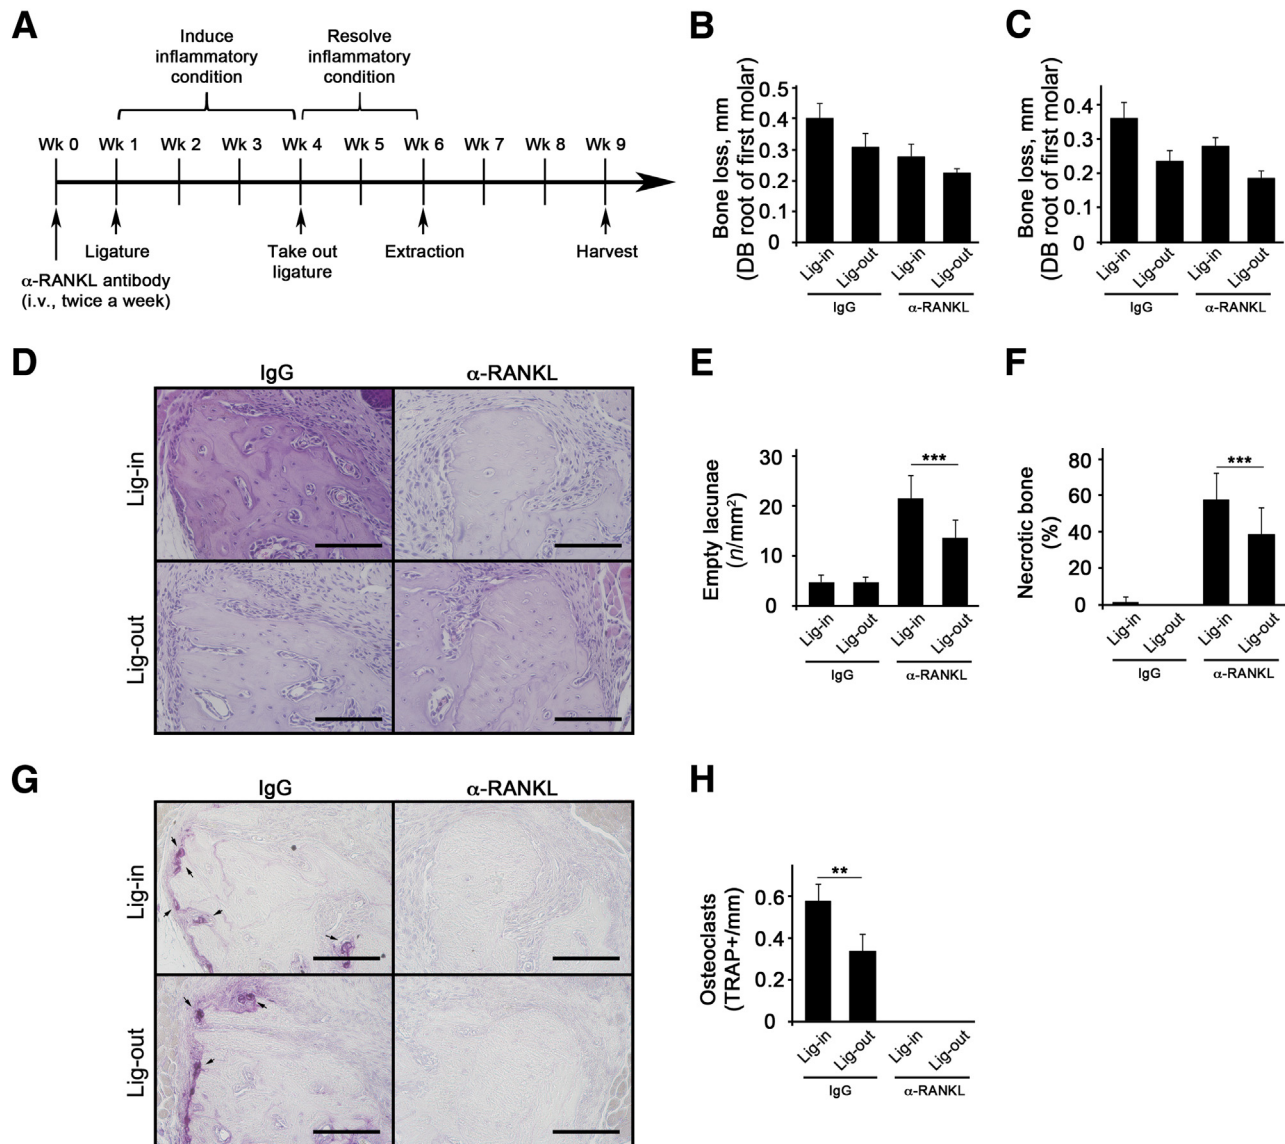 A
Induce
inflammatory
condition
Resolve
inflammatory
condition
Wk 0 Wk 1 Wk 2 Wk 3 Wk 4 Wk 5 Wk 6 Wk 7 Wk 8 Wk 9
Ligature
Take out
ligature
Extraction
Harvest
α-RANKL antibody
(i.v., twice a week)
B
Bone loss, mm
(DB root of first molar)
0.5
0.4
0.3
0.2
0.1
0
Lig-in Lig-out Lig-in Lig-out
IgG α-RANKL
C
Bone loss, mm
(DB root of first molar)
0.4
0.3
0.2
0.1
0
Lig-in Lig-out Lig-in Lig-out
IgG α-RANKL
D
IgG α-RANKL
Lig-in
Lig-out
E
Empty lacunae
(n/mm²)
30
20
10
0
***
Lig-in Lig-out Lig-in Lig-out
IgG α-RANKL
F
Necrotic bone
(%)
80
60
40
20
0
***
Lig-in Lig-out Lig-in Lig-out
IgG α-RANKL
G
IgG α-RANKL
Lig-in
Lig-out
H
Osteoclasts
(TRAP+/mm)
0.6
0.4
0.2
0
**
Lig-in Lig-out Lig-in Lig-out
IgG α-RANKL